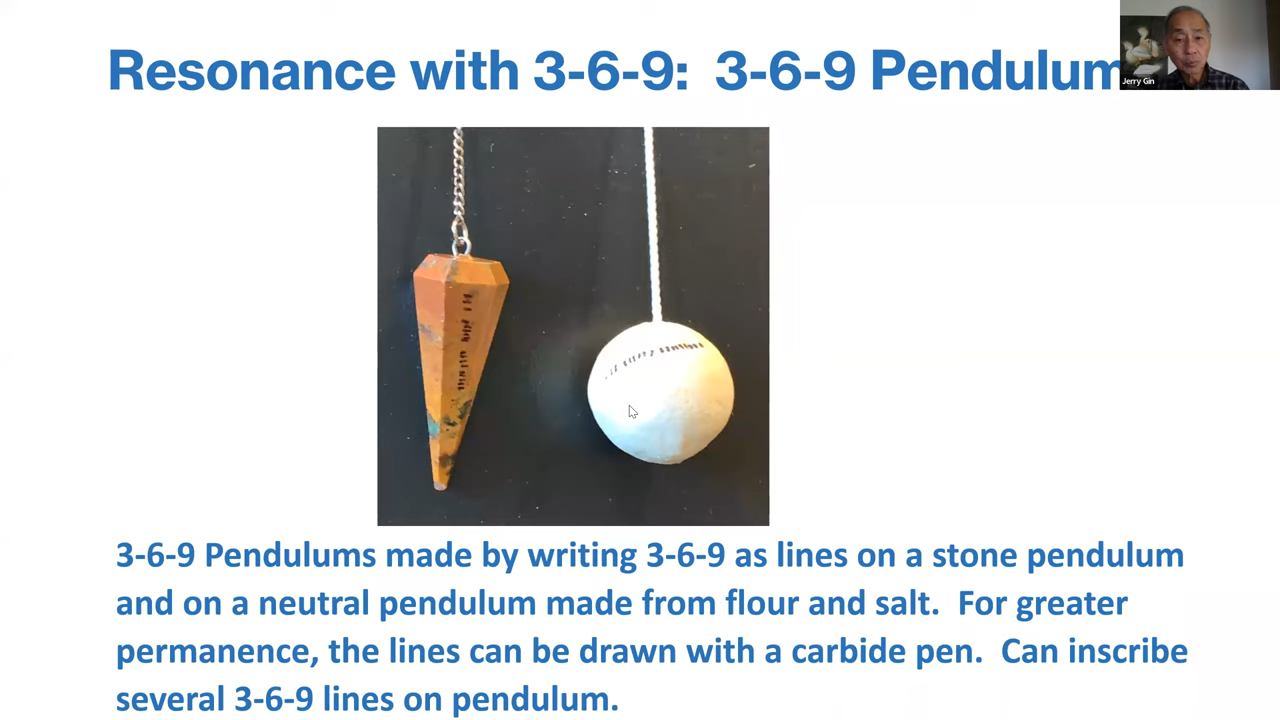 Resonance with 3-6-9:  3-6-9 Pendulum
Jerry Gin
3-6-9 Pendulums made by writing 3-6-9 as lines on a stone pendulum
and on a neutral pendulum made from flour and salt.  For greater
permanence, the lines can be drawn with a carbide pen.  Can inscribe
several 3-6-9 lines on pendulum.